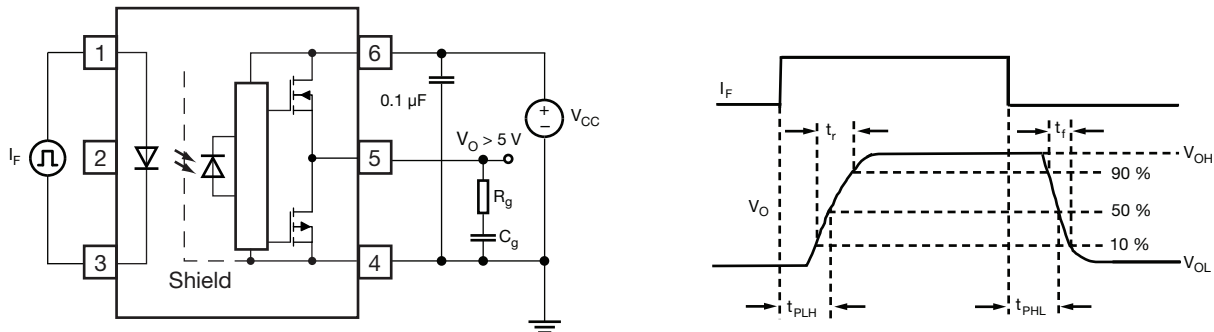 1
2
3
6
5
4
I_F
Shield
0.1 µF
V_O > 5 V
R_g
C_g
+
−
V_CC
I_F
t_r
t_f
V_OH
90 %
V_O
50 %
10 %
V_OL
t_PLH
t_PHL